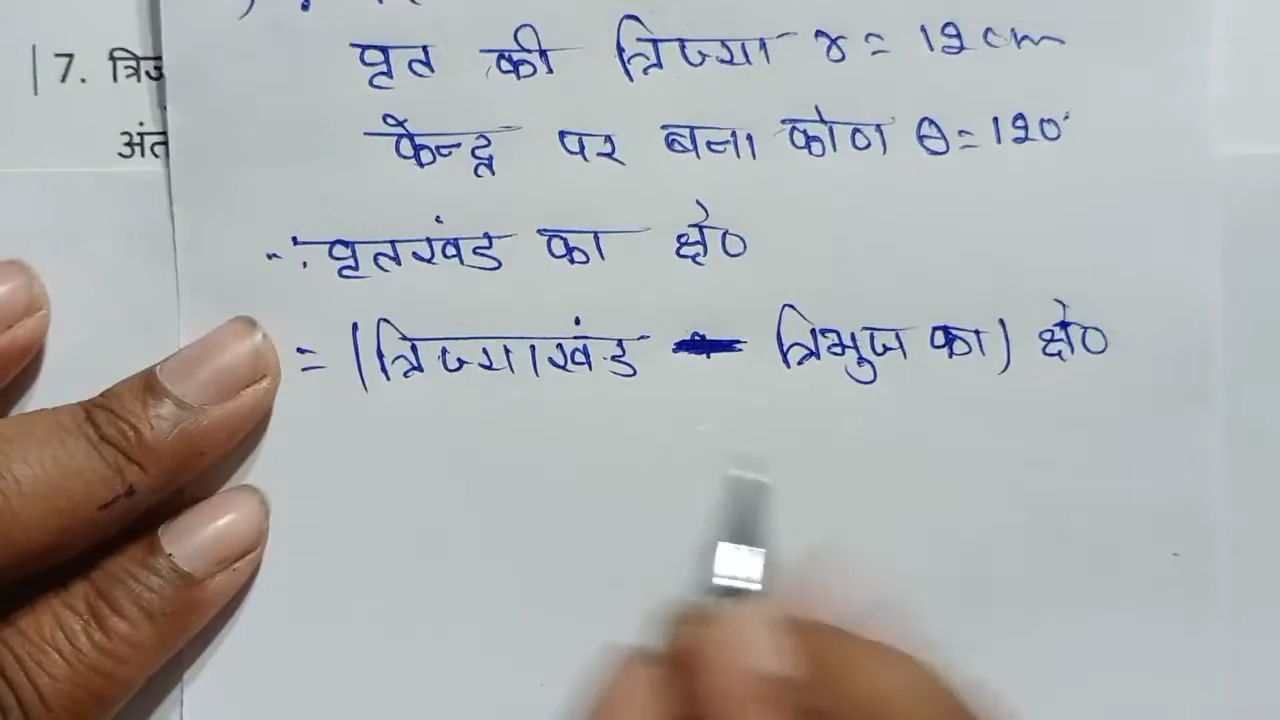 7. त्रिज
अंत
वृत की त्रिज्या r = 12 cm
केन्द्र पर बना कोण θ = 120°
∴ वृतखंड का क्षे०
= (त्रिज्याखंड - त्रिभुज का) क्षे०